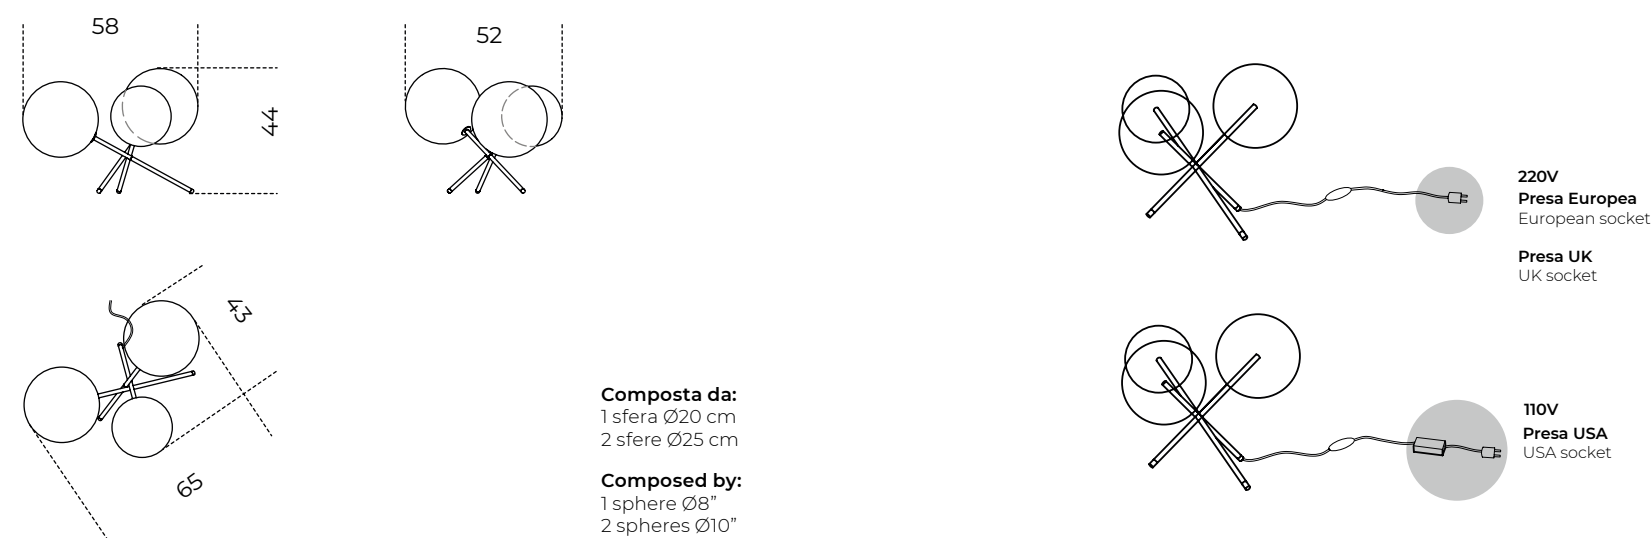 58
52
44
43
65
Composta da:
1 sfera Ø20 cm
2 sfere Ø25 cm
Composed by:
1 sphere Ø8”
2 spheres Ø10”
220V
Presa Europea
European socket
Presa UK
UK socket
110V
Presa USA
USA socket